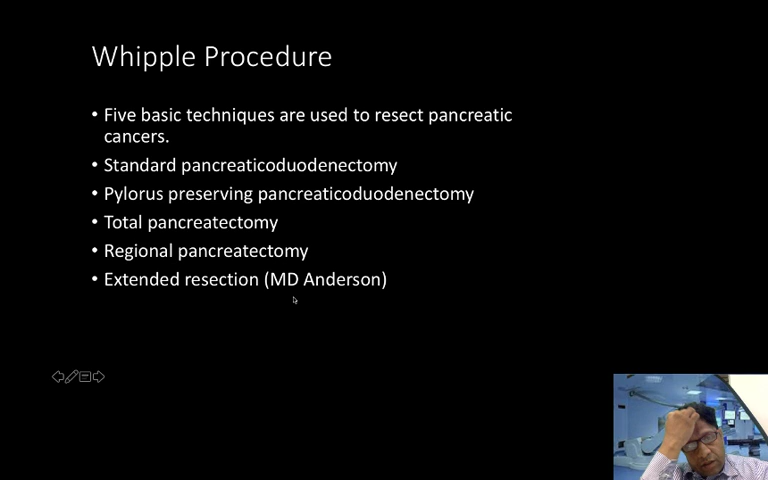 Whipple Procedure
• Five basic techniques are used to resect pancreatic
cancers.
• Standard pancreaticoduodenectomy
• Pylorus preserving pancreaticoduodenectomy
• Total pancreatectomy
• Regional pancreatectomy
• Extended resection (MD Anderson)